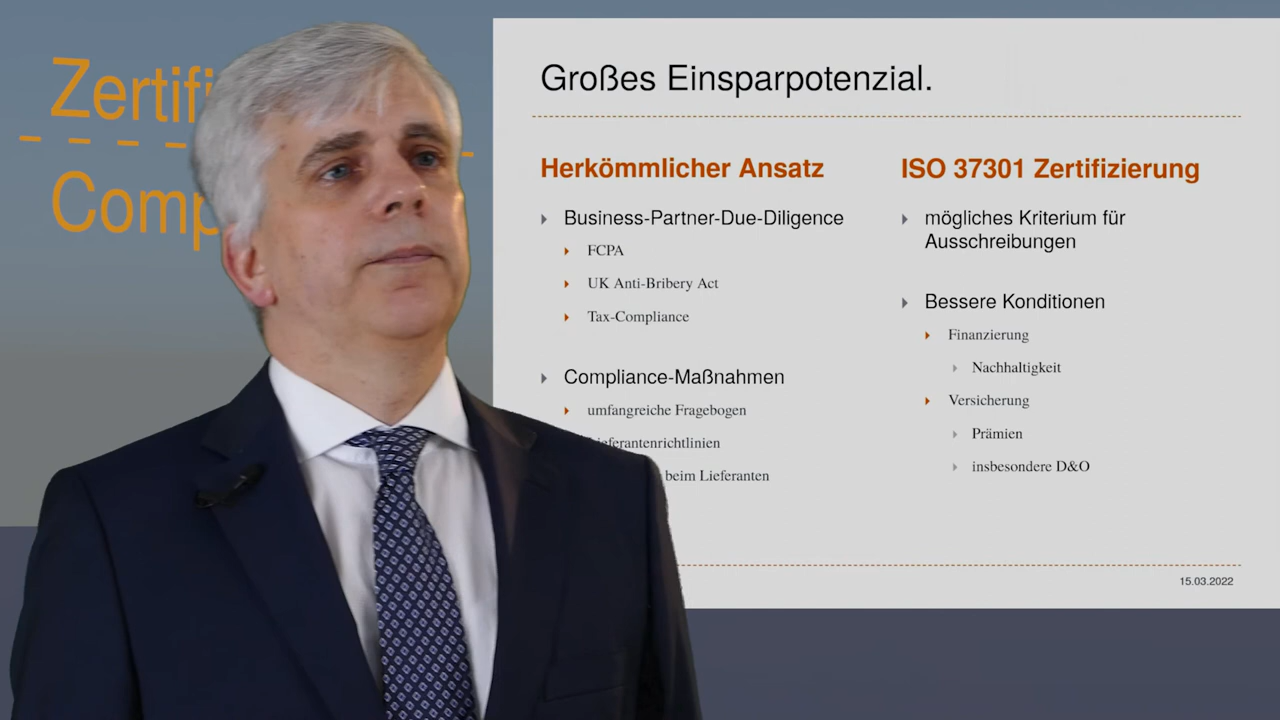 Großes Einsparpotenzial.
Herkömmlicher Ansatz
Business-Partner-Due-Diligence
FCPA
UK Anti-Bribery Act
Tax-Compliance
Compliance-Maßnahmen
umfangreiche Fragebogen
beim Lieferanten
ISO 37301 Zertifizierung
mögliches Kriterium für
Ausschreibungen
Bessere Konditionen
Finanzierung
Nachhaltigkeit
Versicherung
Prämien
insbesondere D&O
15.03.2022